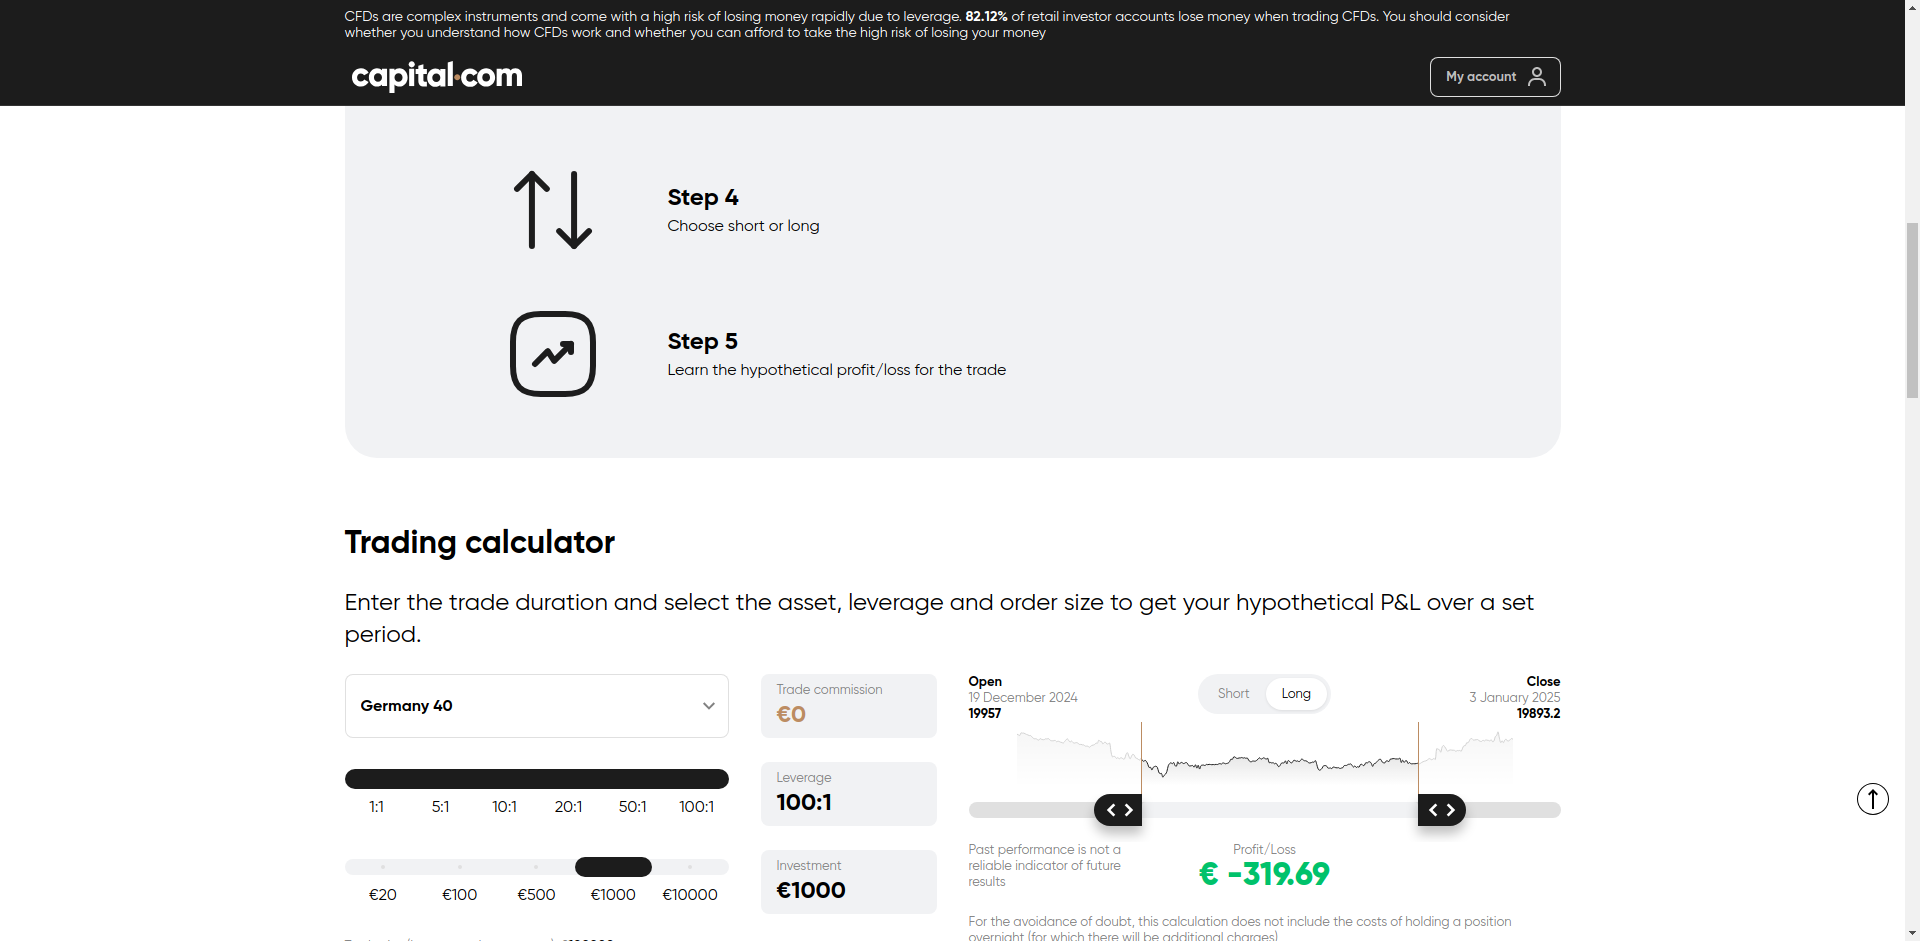 CFDs are complex instruments and come with a high risk of losing money rapidly due to leverage. 82.12% of retail investor accounts lose money when trading CFDs. You should consider
whether you understand how CFDs work and whether you can afford to take the high risk of losing your money
capital.com
My account
Step 4
Choose short or long
Step 5
Learn the hypothetical profit/loss for the trade
Trading calculator
Enter the trade duration and select the asset, leverage and order size to get your hypothetical P&L over a set
period.
Germany 40
1:1 5:1 10:1 20:1 50:1 100:1
€20 €100 €500 €1000 €10000
Trade commission
€0
Leverage
100:1
Investment
€1000
Open
19 December 2024
19957
Short Long
Close
3 January 2025
19893.2
Past performance is not a
reliable indicator of future
results
Profit/Loss
€ -319.69
For the avoidance of doubt, this calculation does not include the costs of holding a position
overnight (for which there will be additional charges)